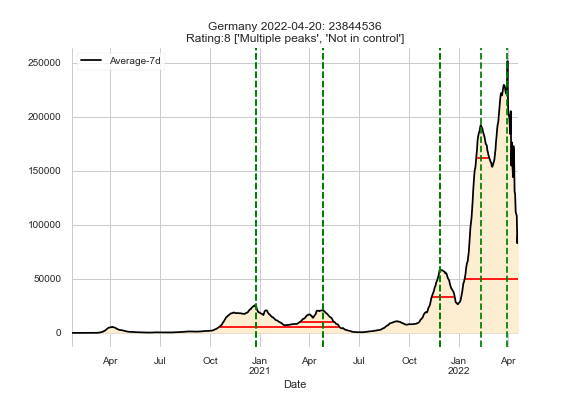 Germany 2022-04-20: 23844536
Rating:8 ['Multiple peaks', 'Not in control']
Average-7d
250000
200000
150000
100000
50000
0
Apr Jul Oct Jan Apr Jul Oct Jan Apr
2021 2022
Date